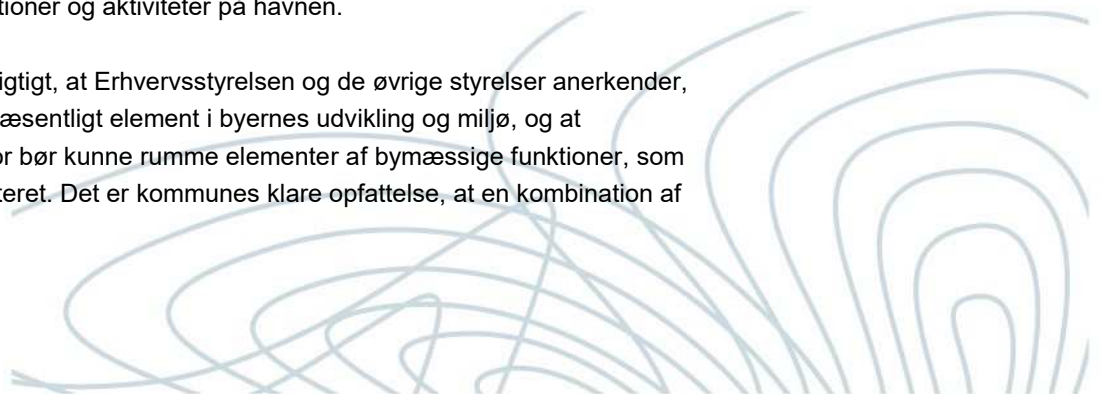 tioner og aktiviteter på havnen.
igtigt, at Erhvervsstyrelsen og de øvrige styrelser anerkender,
æsentligt element i byernes udvikling og miljø, og at
or bør kunne rumme elementer af bymæssige funktioner, som
teret. Det er kommunes klare opfattelse, at en kombination af